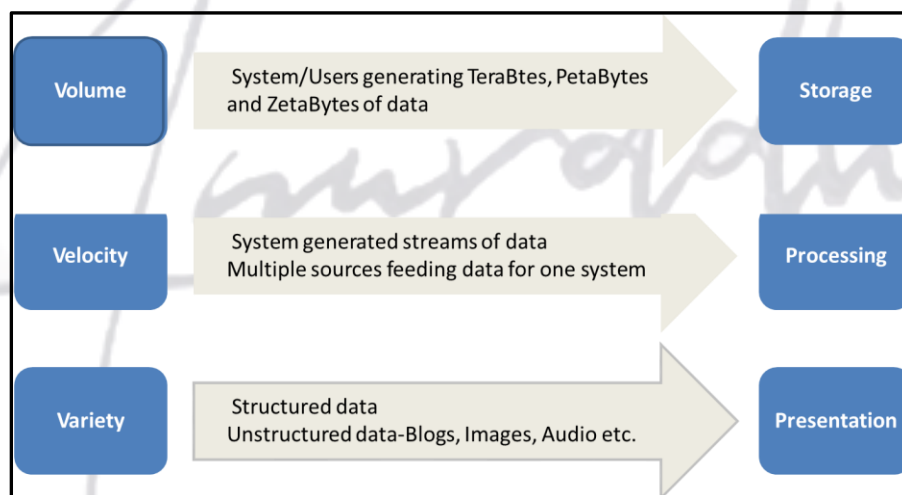 Volume
System/Users generating TeraBtes, PetaBytes
and ZetaBytes of data
Storage
Velocity
System generated streams of data
Multiple sources feeding data for one system
Processing
Variety
Structured data
Unstructured data-Blogs, Images, Audio etc.
Presentation